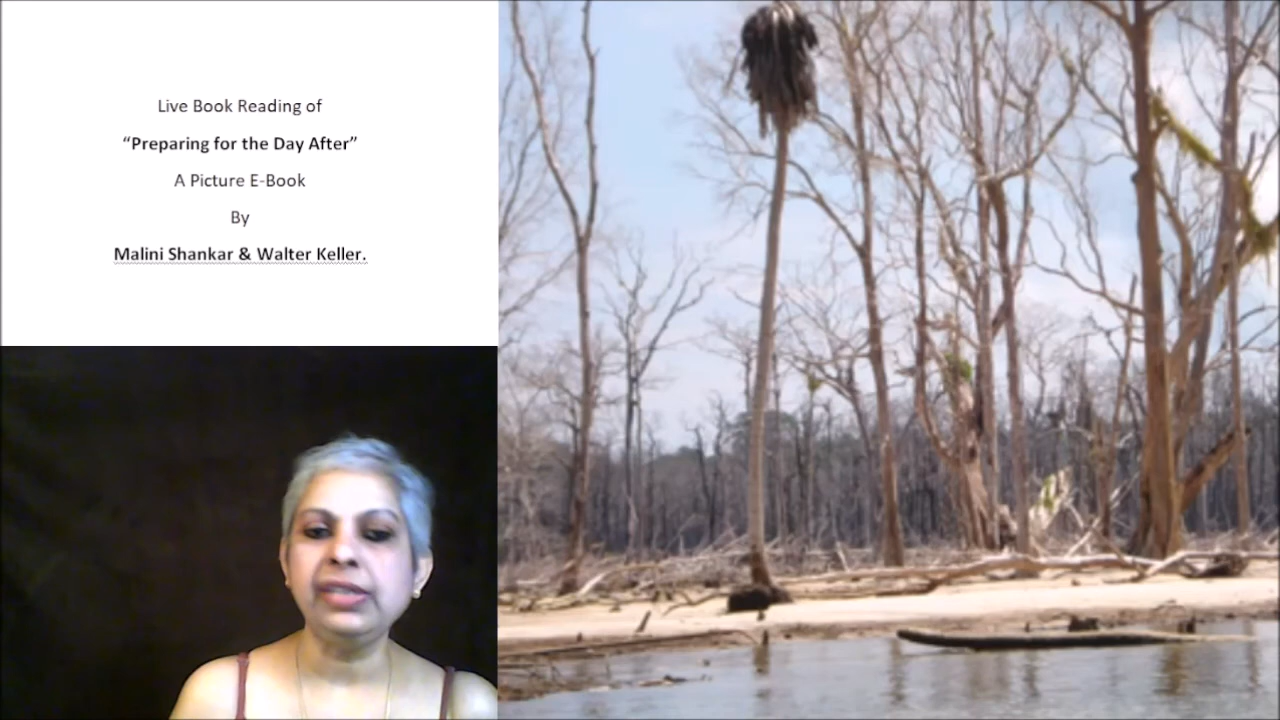 Live Book Reading of
“Preparing for the Day After”
A Picture E-Book
By
Malini Shankar & Walter Keller.